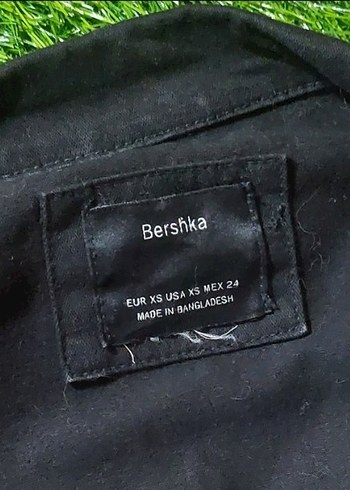 Bershka
EUR XS USA XS MEX 24
MADE IN BANGLADESH